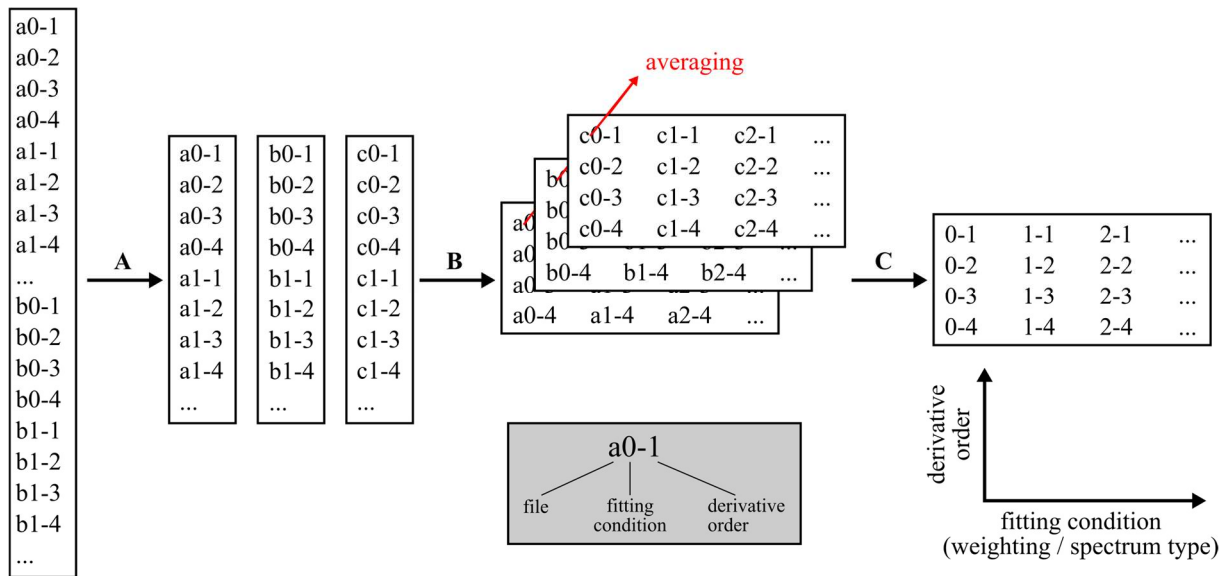 a0-1
a0-2
a0-3
a0-4
a1-1
a1-2
a1-3
a1-4
...
b0-1
b0-2
b0-3
b0-4
b1-1
b1-2
b1-3
b1-4
...
A
a0-1 b0-1 c0-1
a0-2 b0-2 c0-2
a0-3 b0-3 c0-3
a0-4 b0-4 c0-4
a1-1 b1-1 c1-1
a1-2 b1-2 c1-2
a1-3 b1-3 c1-3
a1-4 b1-4 c1-4
... ... ...
B
averaging
c0-1 c1-1 c2-1 ...
c0-2 c1-2 c2-2 ...
c0-3 c1-3 c2-3 ...
c0-4 c1-4 c2-4 ...
b0-4 b1-4 b2-4 ...
a0-4 a1-4 a2-4 ...
C
0-1 1-1 2-1 ...
0-2 1-2 2-2 ...
0-3 1-3 2-3 ...
0-4 1-4 2-4 ...
derivative
order
fitting condition
(weighting / spectrum type)
a0-1
file
fitting
condition
derivative
order